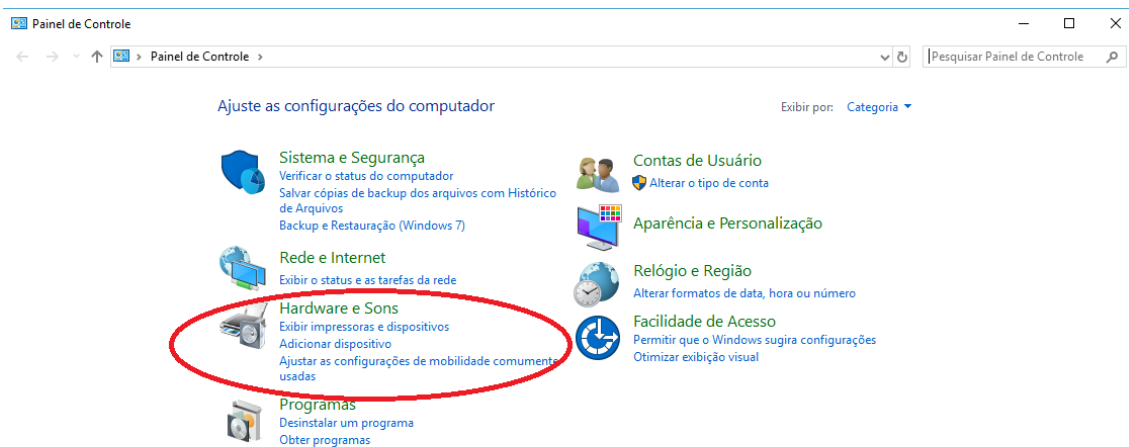 Painel de Controle
Painel de Controle
Pesquisar Painel de Controle
Ajuste as configurações do computador
Exibir por: Categoria
Sistema e Segurança
Verificar o status do computador
Salvar cópias de backup dos arquivos com Histórico
de Arquivos
Backup e Restauração (Windows 7)
Rede e Internet
Exibir o status e as tarefas da rede
Hardware e Sons
Exibir impressoras e dispositivos
Adicionar dispositivo
Ajustar as configurações de mobilidade comumente
usadas
Programas
Desinstalar um programa
Obter programas
Contas de Usuário
Alterar o tipo de conta
Aparência e Personalização
Relógio e Região
Alterar formatos de data, hora ou número
Facilidade de Acesso
Permitir que o Windows sugira configurações
Otimizar exibição visual